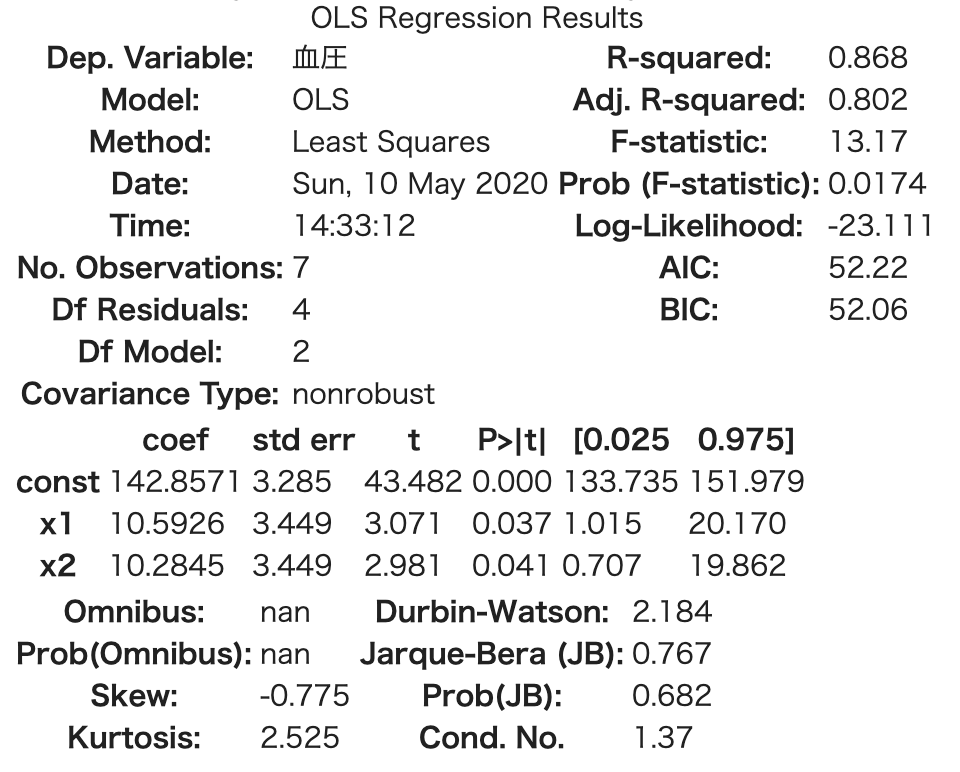 OLS Regression Results
Dep. Variable: 血圧 R-squared: 0.868
Model: OLS Adj. R-squared: 0.802
Method: Least Squares F-statistic: 13.17
Date: Sun, 10 May 2020 Prob (F-statistic): 0.0174
Time: 14:33:12 Log-Likelihood: -23.111
No. Observations: 7 AIC: 52.22
Df Residuals: 4 BIC: 52.06
Df Model: 2
Covariance Type: nonrobust
coef std err t P>|t| [0.025 0.975]
const 142.8571 3.285 43.482 0.000 133.735 151.979
x1 10.5926 3.449 3.071 0.037 1.015 20.170
x2 10.2845 3.449 2.981 0.041 0.707 19.862
Omnibus: nan Durbin-Watson: 2.184
Prob(Omnibus): nan Jarque-Bera (JB): 0.767
Skew: -0.775 Prob(JB): 0.682
Kurtosis: 2.525 Cond. No. 1.37